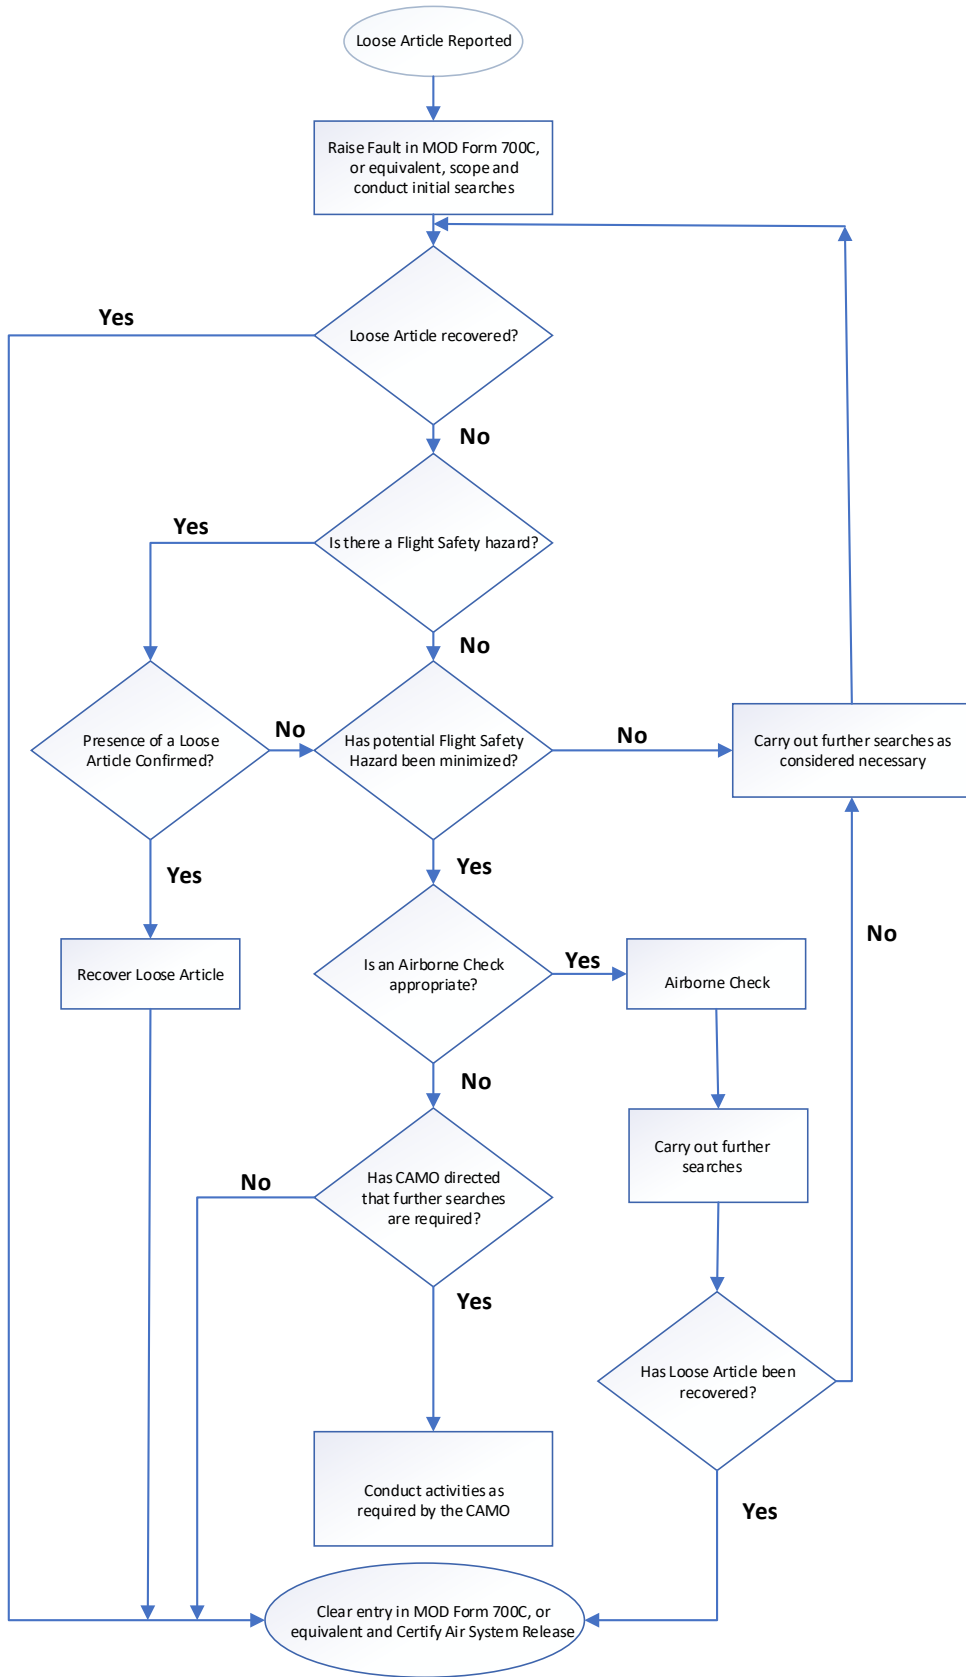 Loose Article Reported
Raise Fault in MOD Form 700C,
or equivalent, scope and
conduct initial searches
Yes
Loose Article recovered?
No
Yes
Is there a Flight Safety hazard?
No
Presence of a Loose
Article Confirmed?
No
Has potential Flight Safety
Hazard been minimized?
No
Carry out further searches as
considered necessary
Yes
Yes
Recover Loose Article
Is an Airborne Check
appropriate?
Yes
Airborne Check
No
No
Carry out further
searches
No
Has CAMO directed
that further searches
are required?
Yes
Has Loose Article been
recovered?
Conduct activities as
required by the CAMO
Yes
Clear entry in MOD Form 700C, or
equivalent and Certify Air System Release